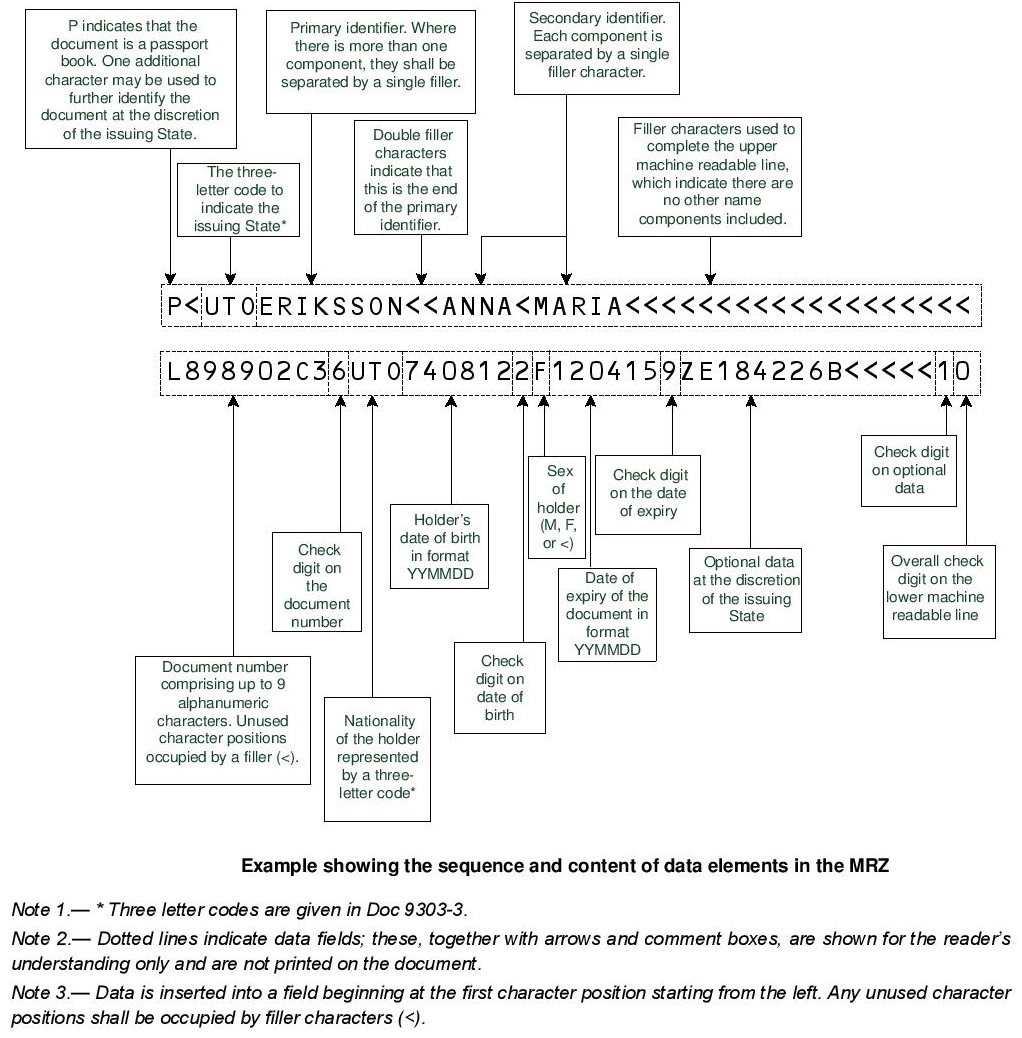 P indicates that the
document is a passport
book. One additional
character may be used to
further identify the
document at the discretion
of the issuing State.
Primary identifier. Where
there is more than one
component, they shall be
separated by a single filler.
Secondary identifier.
Each component is
separated by a single
filler character.
The three-
letter code to
indicate the
issuing State*
Double filler
characters
indicate that
this is the end
of the primary
identifier.
Filler characters used to
complete the upper
machine readable line,
which indicate there are
no other name
components included.
P<UTOERIKSSON<<ANNA<MARIA<<<<<<<<<<<<<<<<<<<
L898902C36UTO7408122F1204159ZE184226B<<<<<10
Check digit
on optional
data
Sex
of
holder
(M, F,
or <)
Check digit
on the date
of expiry
Holder's
date of birth
in format
YYMMDD
Check
digit on
the
document
number
Optional data
at the discretion
of the issuing
State
Overall check
digit on the
lower machine
readable line
Date of
expiry of the
document in
format
YYMMDD
Check
digit on
date of
birth
Document number
comprising up to 9
alphanumeric
characters. Unused
character positions
occupied by a filler (<).
Nationality
of the holder
represented
by a three-
letter code*
Example showing the sequence and content of data elements in the MRZ
Note 1.— * Three letter codes are given in Doc 9303-3.
Note 2.— Dotted lines indicate data fields; these, together with arrows and comment boxes, are shown for the reader's
understanding only and are not printed on the document.
Note 3.— Data is inserted into a field beginning at the first character position starting from the left. Any unused character
positions shall be occupied by filler characters (<).